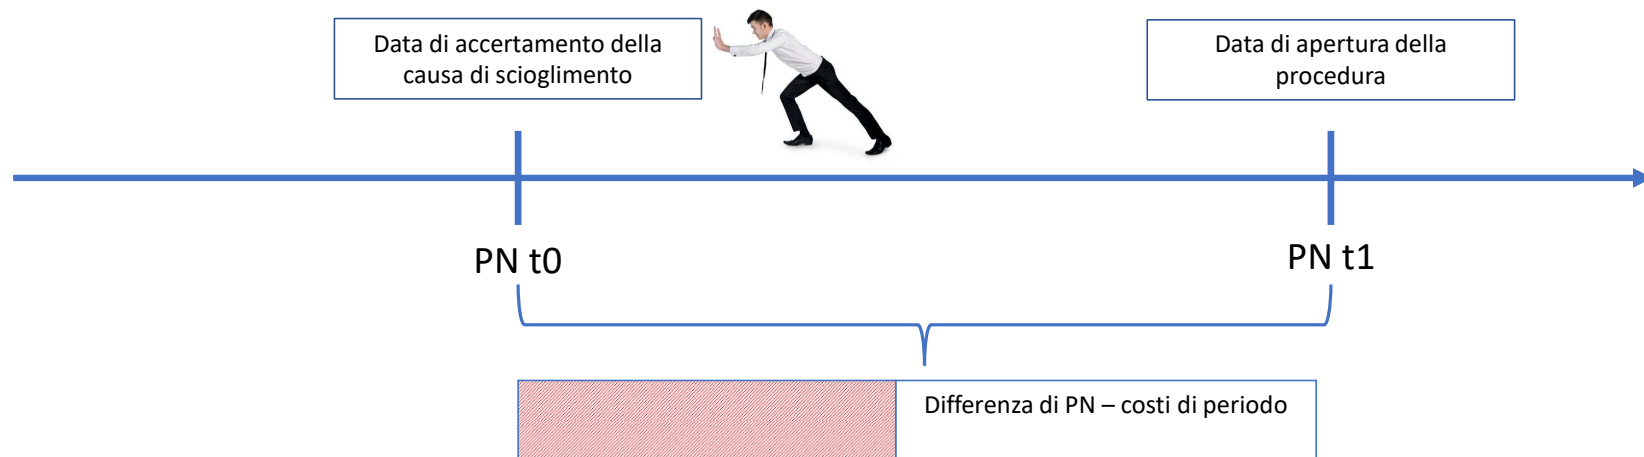 Data di accertamento della
causa di scioglimento
Data di apertura della
procedura
PN t0
PN t1
Differenza di PN – costi di periodo